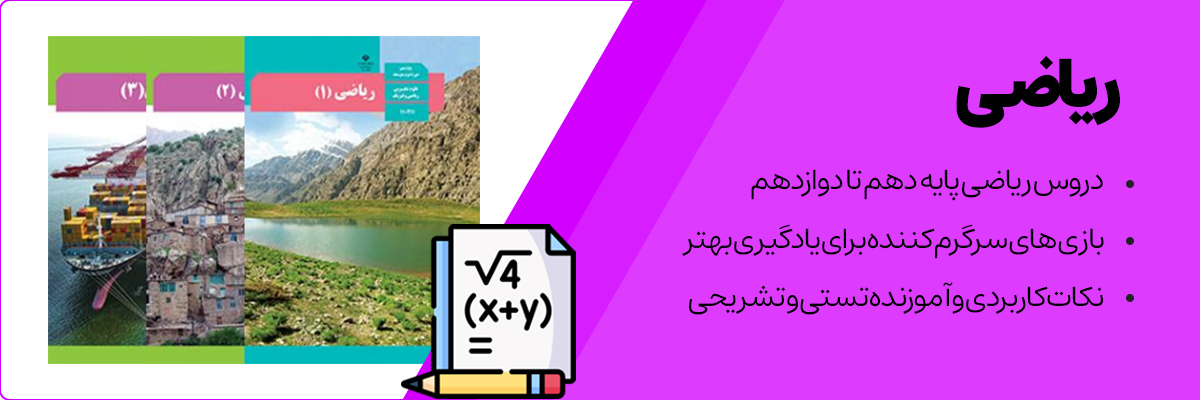 ریاضی
دروس ریاضی پایه دهم تا دوازدهم
بازی‌های سرگرم‌کننده برای یادگیری بهتر
نکات کاربردی و آموزنده تستی و تشریحی
ریاضی (۱)
(۲)
(۳)
√4
(x+y)
=